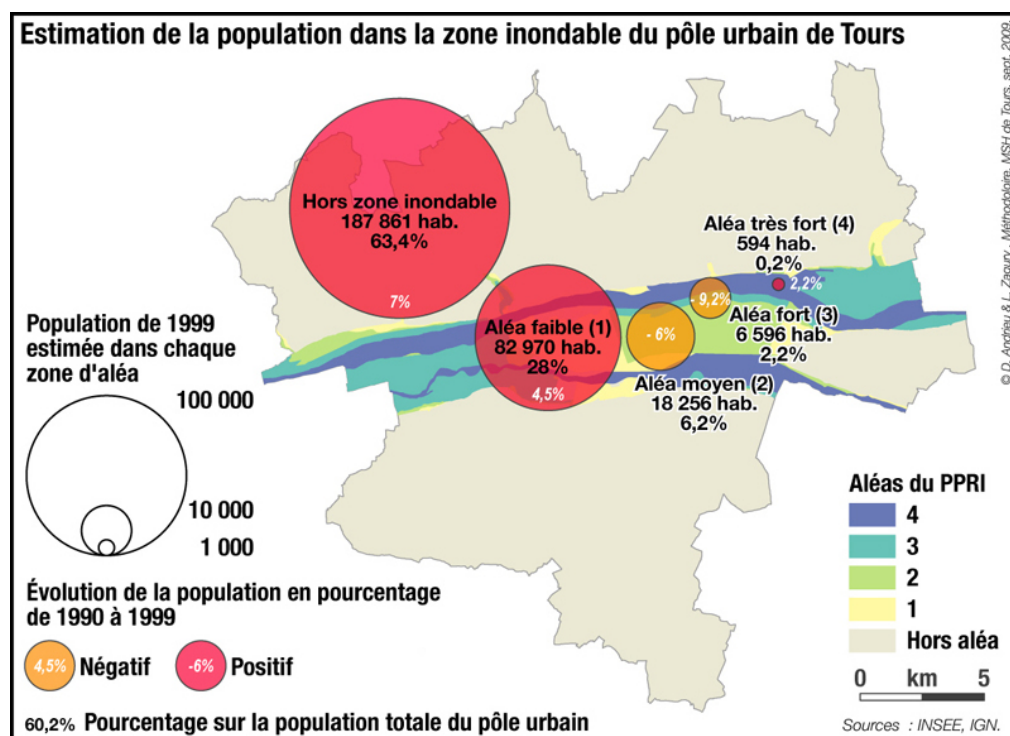 Estimation de la population dans la zone inondable du pôle urbain de Tours
Hors zone inondable
187 861 hab.
63,4%
7%
Aléa très fort (4)
594 hab.
0,2%
2,2%
- 9,2%
Aléa fort (3)
6 596 hab.
2,2%
Aléa faible (1)
82 970 hab.
28%
4,5%
- 6%
Aléa moyen (2)
18 256 hab.
6,2%
Population de 1999
estimée dans chaque
zone d'aléa
100 000
10 000
1 000
Évolution de la population en pourcentage
de 1990 à 1999
4,5% Négatif -6% Positif
60,2% Pourcentage sur la population totale du pôle urbain
Aléas du PPRI
4
3
2
1
Hors aléa
0 km 5
Sources : INSEE, IGN.
© D. Andrieu & L. Zaoury , Méthodoloire, MSH de Tours, sept. 2009.